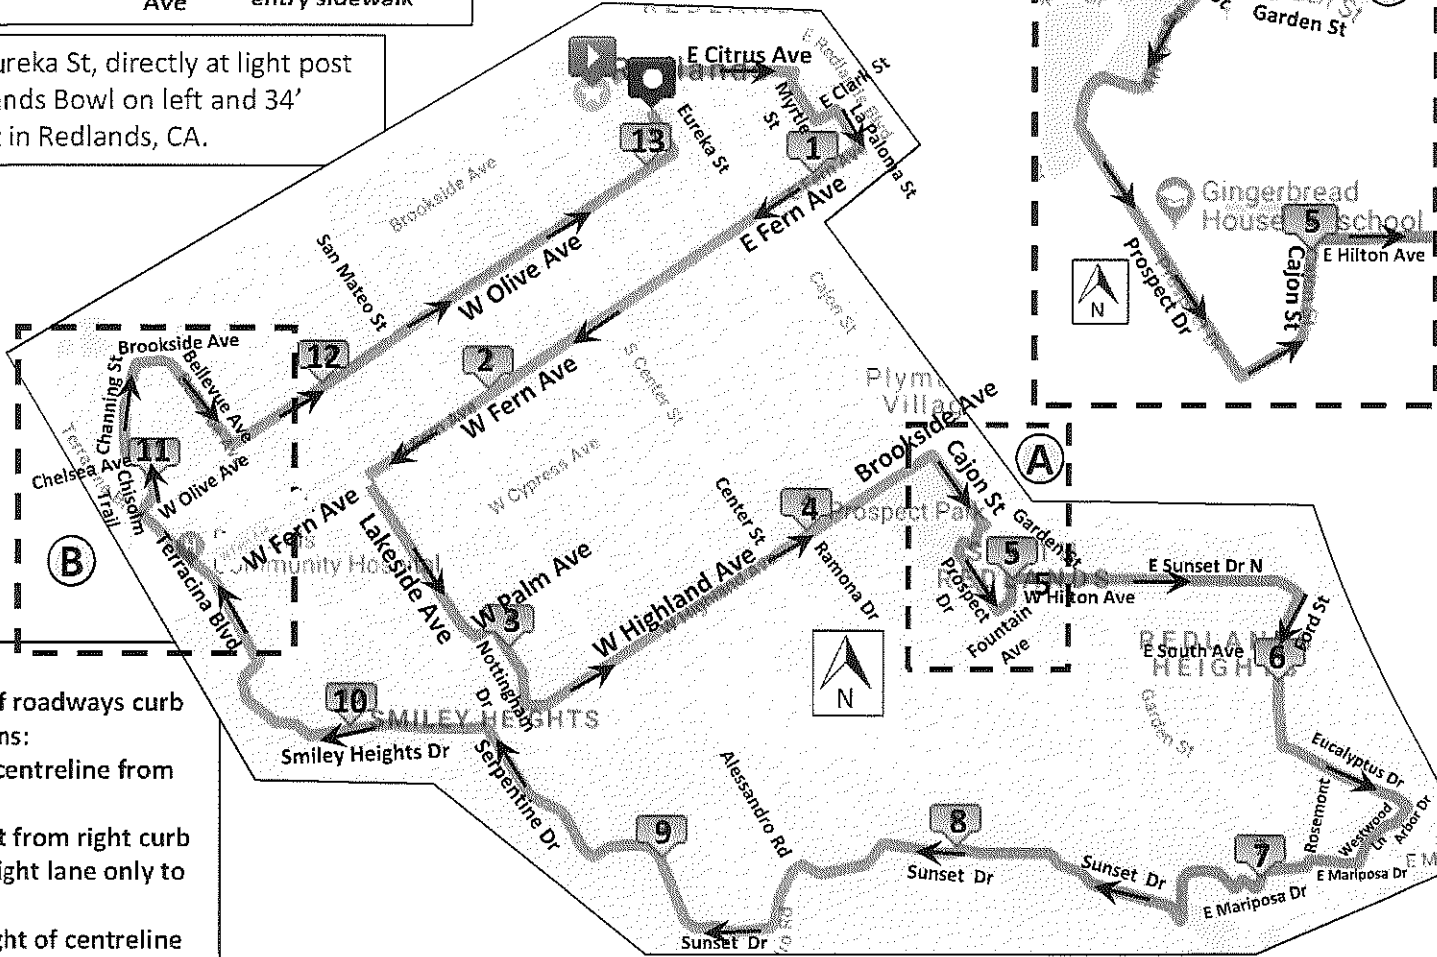 Ave
entry sidewalk
ureka St, directly at light post
ends Bowl on left and 34'
t in Redlands, CA.
E Citrus Ave
E Clark St
Myrtle St
La Paloma St
13
Eureka St
1
E Fern Ave
Brookside Ave
San Mateo St
W Olive Ave
Cajon St
S Center St
2
W Fern Ave
12
Brookside Ave
Channing St
Bellevue Ave
11
Chelsea Ave
Chisolm Trail
W Olive Ave
Terracina Blvd
B
W Fern Ave
Community Hospital
W Cypress Ave
Lakeside Ave
W Palm Ave
3
Nottingham Dr
W Highland Ave
Center St
4
Ramona Dr
Prospect Park
Brookside Ave
A
Cajon St
Garden St
5
5
Prospect Dr
W Hilton Ave
Fountain Ave
N
E Sunset Dr N
Ford St
E South Ave
6
Garden St
Eucalyptus Dr
Rosemont
Westwood Ln
Arbor Dr
E Mariposa Dr
7
E Mariposa Dr
Sunset Dr
8
Sunset Dr
Alessandro Rd
Sunset Dr
9
Serpentine Dr
SMILEY HEIGHTS
10
Smiley Heights Dr
Garden St
Gingerbread
House
school
5
E Hilton Ave
Cajon St
Prospect Dr
N
f roadways curb
ns:
centreline from
t from right curb
ight lane only to
ght of centreline